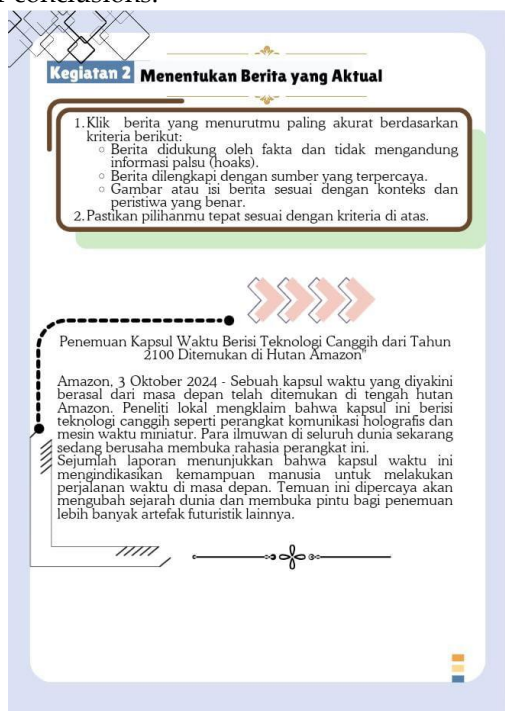 r conclusions.
Kegiatan 2 Menentukan Berita yang Aktual
1. Klik berita yang menurutmu paling akurat berdasarkan
kriteria berikut:
◦ Berita didukung oleh fakta dan tidak mengandung
informasi palsu (hoaks).
◦ Berita dilengkapi dengan sumber yang terpercaya.
◦ Gambar atau isi berita sesuai dengan konteks dan
peristiwa yang benar.
2. Pastikan pilihanmu tepat sesuai dengan kriteria di atas.
Penemuan Kapsul Waktu Berisi Teknologi Canggih dari Tahun
2100 Ditemukan di Hutan Amazon"
Amazon, 3 Oktober 2024 - Sebuah kapsul waktu yang diyakini
berasal dari masa depan telah ditemukan di tengah hutan
Amazon. Peneliti lokal mengklaim bahwa kapsul ini berisi
teknologi canggih seperti perangkat komunikasi holografis dan
mesin waktu miniatur. Para ilmuwan di seluruh dunia sekarang
sedang berusaha membuka rahasia perangkat ini.
Sejumlah laporan menunjukkan bahwa kapsul waktu ini
mengindikasikan kemampuan manusia untuk melakukan
perjalanan waktu di masa depan. Temuan ini dipercaya akan
mengubah sejarah dunia dan membuka pintu bagi penemuan
lebih banyak artefak futuristik lainnya.